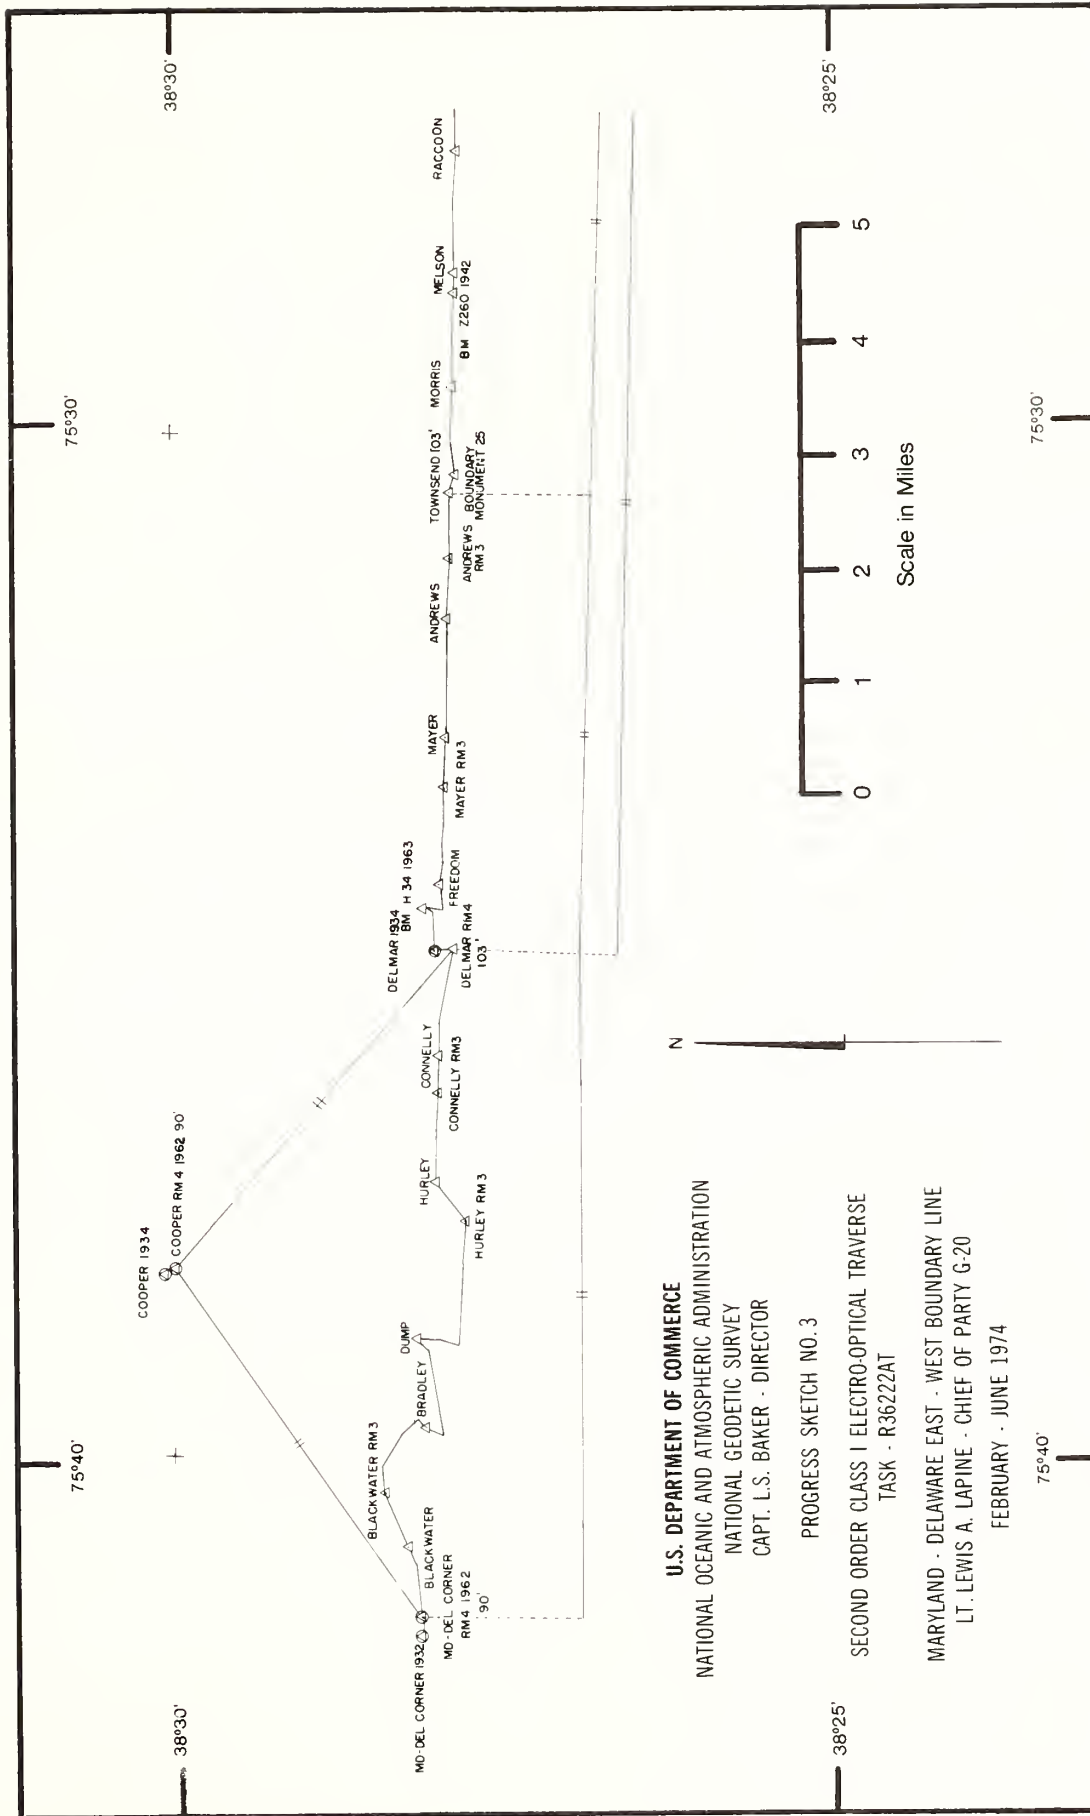 75°40'
75°30'
38°30'
38°30'
COOPER 1934
COOPER RM 4 1962 90'
MD-DEL CORNER 1932
MD-DEL CORNER
RM4 1962
90'
BLACKWATER
BLACKWATER RM3
BRADLEY
DUMP
HURLEY RM3
HURLEY
CONNELLY RM3
CONNELLY
DELMAR 1934
BM H 34 1963
DELMAR RM4
103'
FREEDOM
MAYER RM3
MAYER
ANDREWS
ANDREWS
RM 3
TOWNSEND 103'
BOUNDARY
MONUMENT 25
MORRIS
BM Z260 1942
MELSON
RACCOON
N
U.S. DEPARTMENT OF COMMERCE
NATIONAL OCEANIC AND ATMOSPHERIC ADMINISTRATION
NATIONAL GEODETIC SURVEY
CAPT. L.S. BAKER - DIRECTOR
PROGRESS SKETCH NO. 3
SECOND ORDER CLASS I ELECTRO-OPTICAL TRAVERSE
TASK - R36222AT
MARYLAND - DELAWARE EAST - WEST BOUNDARY LINE
LT. LEWIS A. LAPINE - CHIEF OF PARTY G-20
FEBRUARY - JUNE 1974
0 1 2 3 4 5
Scale in Miles
38°25'
38°25'
75°40'
75°30'